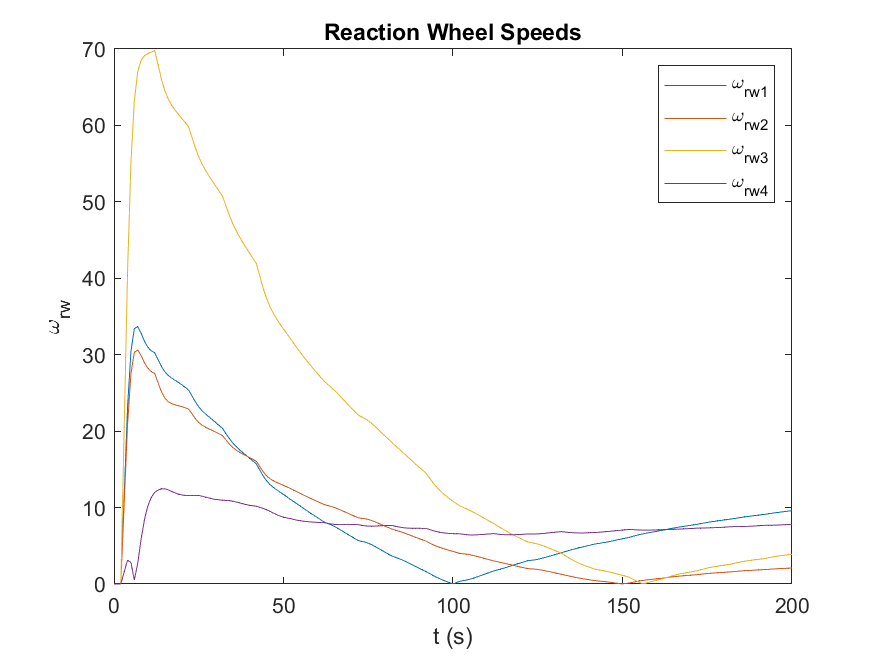 Reaction Wheel Speeds
70
60
50
40
30
20
10
0
ω_rw
ω_rw1
ω_rw2
ω_rw3
ω_rw4
0 50 100 150 200
t (s)